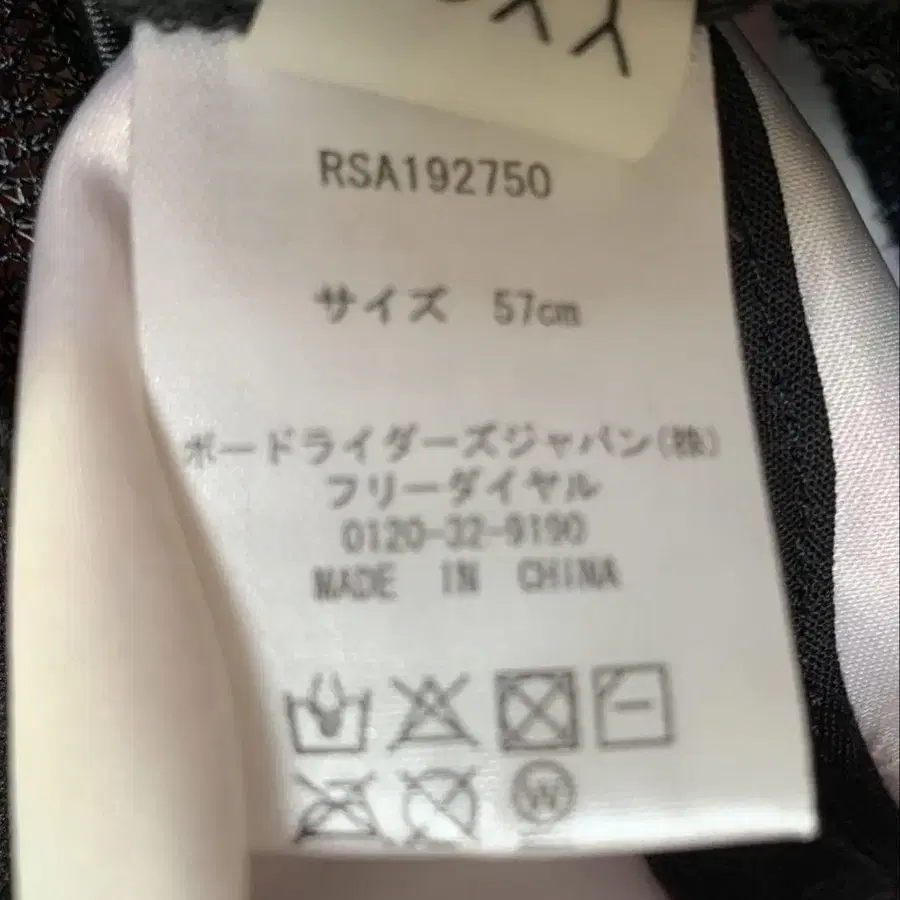 RSA192750
サイズ 57cm
ボードライダーズジャパン(株)
フリーダイヤル
0120-32-9190
MADE IN CHINA
W